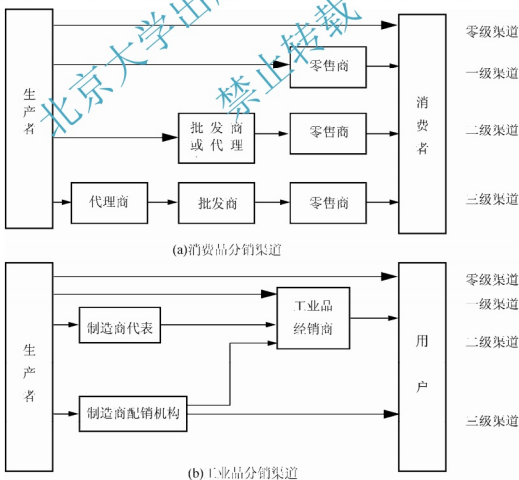 北京大学出
禁止转载
生产者
零售商
批发商
或代理
零售商
代理商
批发商
零售商
消费者
零级渠道
一级渠道
二级渠道
三级渠道
(a)消费品分销渠道
生产者
制造商代表
制造商配销机构
工业品
经销商
用户
零级渠道
一级渠道
二级渠道
三级渠道
(b)工业品分销渠道